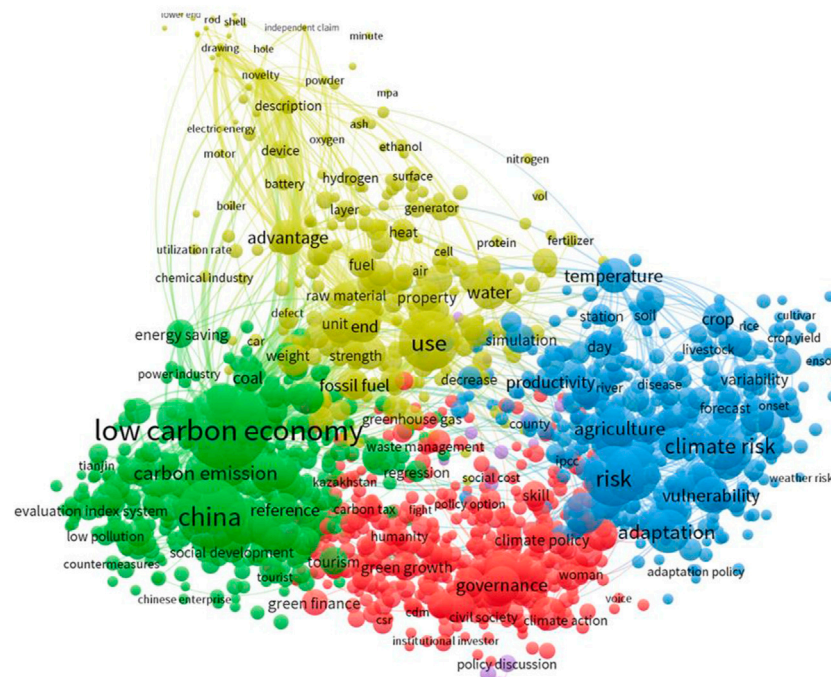 lower end
rod
shell
independent claim
minute
drawing
hole
novelty
powder
description
mpa
ash
electric energy
oxygen
ethanol
motor
device
nitrogen
battery
hydrogen
surface
boiler
layer
generator
vol
advantage
heat
utilization rate
cell
protein
fertilizer
chemical industry
fuel
air
temperature
raw material
property
water
defect
station
soil
crop
rice
cultivar
energy saving
car
unit
end
use
simulation
day
livestock
crop yield
weight
strength
enso
power industry
coal
fossil fuel
decrease
productivity
river
disease
variability
low carbon economy
greenhouse gas
county
agriculture
forecast
onset
waste management
climate risk
tianjin
carbon emission
kazakhstan
regression
social cost
ipcc
risk
weather risk
evaluation index system
china
reference
carbon tax
fight
policy option
skill
vulnerability
low pollution
humanity
climate policy
adaptation
countermeasures
social development
tourism
green growth
tourist
governance
woman
adaptation policy
chinese enterprise
green finance
cdm
civil society
climate action
voice
csr
institutional investor
policy discussion